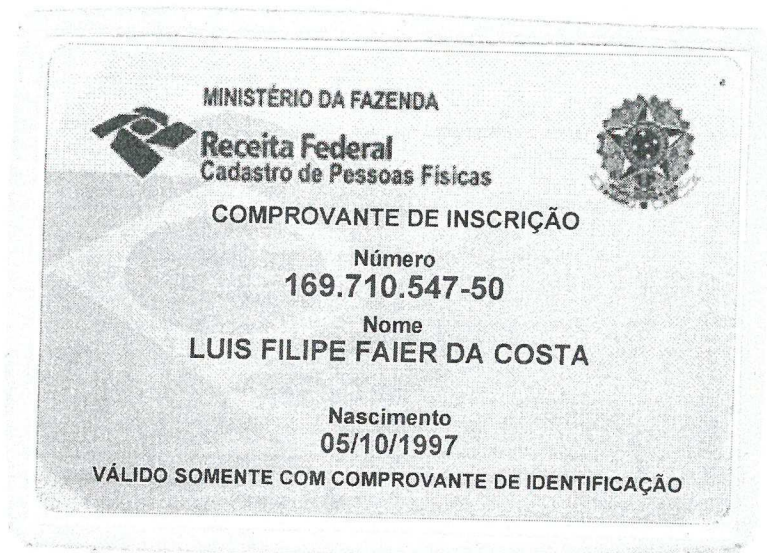 MINISTÉRIO DA FAZENDA
Receita Federal
Cadastro de Pessoas Físicas
COMPROVANTE DE INSCRIÇÃO
Número
169.710.547-50
Nome
LUIS FILIPE FAIER DA COSTA
Nascimento
05/10/1997
VÁLIDO SOMENTE COM COMPROVANTE DE IDENTIFICAÇÃO